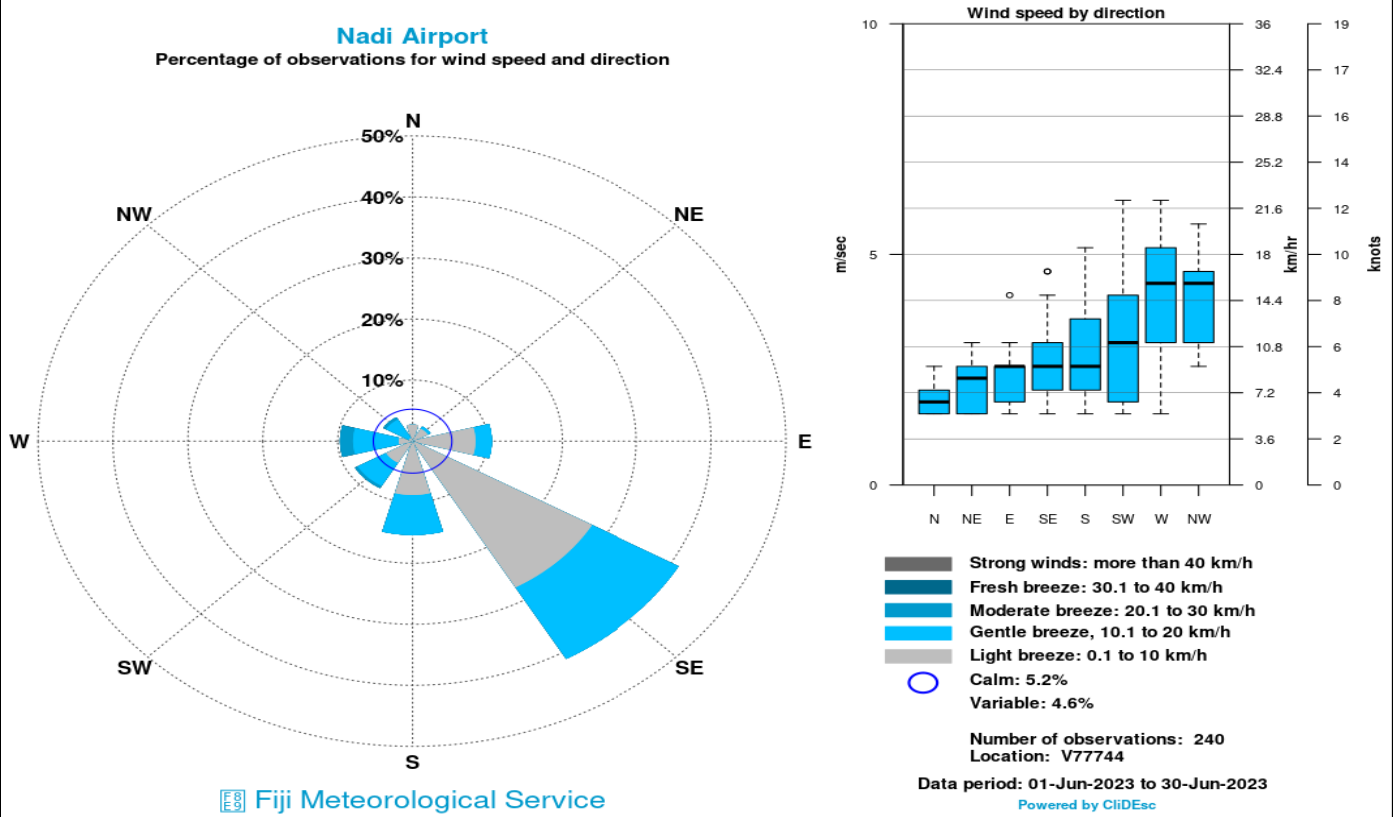 Nadi Airport
Percentage of observations for wind speed and direction
N
50%
40%
NW
NE
30%
20%
10%
W
E
SW
SE
S
F8
E9
Fiji Meteorological Service
Wind speed by direction
10
5
0
m/sec
36
32.4
28.8
25.2
21.6
18
14.4
10.8
7.2
3.6
0
km/hr
19
17
16
14
12
10
8
6
4
2
0
knots
N NE E SE S SW W NW
Strong winds: more than 40 km/h
Fresh breeze: 30.1 to 40 km/h
Moderate breeze: 20.1 to 30 km/h
Gentle breeze, 10.1 to 20 km/h
Light breeze: 0.1 to 10 km/h
Calm: 5.2%
Variable: 4.6%
Number of observations: 240
Location: V77744
Data period: 01-Jun-2023 to 30-Jun-2023
Powered by CliDEsc